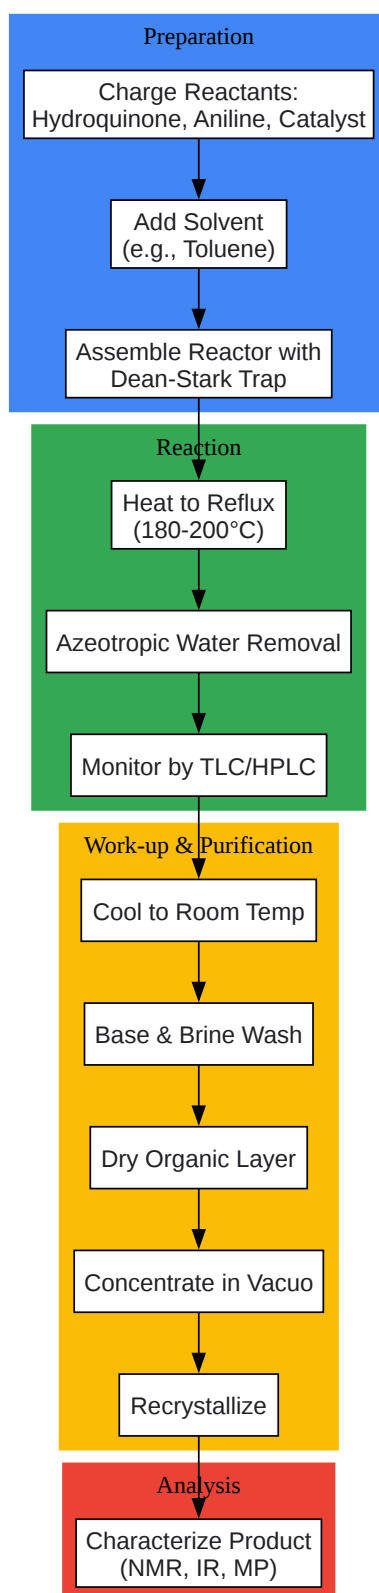 Preparation
Charge Reactants:
Hydroquinone, Aniline, Catalyst
Add Solvent
(e.g., Toluene)
Assemble Reactor with
Dean-Stark Trap
Reaction
Heat to Reflux
(180-200°C)
Azeotropic Water Removal
Monitor by TLC/HPLC
Work-up & Purification
Cool to Room Temp
Base & Brine Wash
Dry Organic Layer
Concentrate in Vacuo
Recrystallize
Analysis
Characterize Product
(NMR, IR, MP)